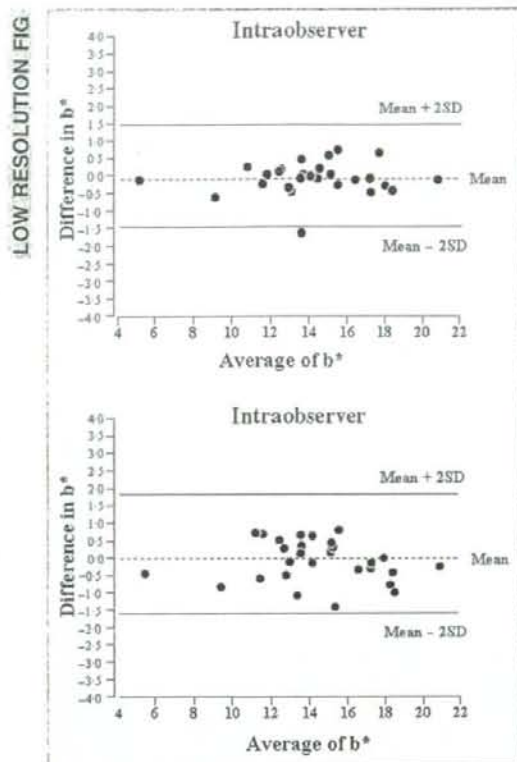 LOW RESOLUTION FIG
Intraobserver
Difference in b*
4·0
3·5
3·0
2·5
2·0
1·5
1·0
0·5
0·0
−0·5
−1·0
−1·5
−2·0
−2·5
−3·0
−3·5
−4·0
Mean + 2SD
Mean
Mean − 2SD
4 6 8 10 12 14 16 18 20 22
Average of b*
Intraobserver
Difference in b*
4·0
3·5
3·0
2·5
2·0
1·5
1·0
0·5
0·0
−0·5
−1·0
−1·5
−2·0
−2·5
−3·0
−3·5
−4·0
Mean + 2SD
Mean
Mean − 2SD
4 6 8 10 12 14 16 18 20 22
Average of b*